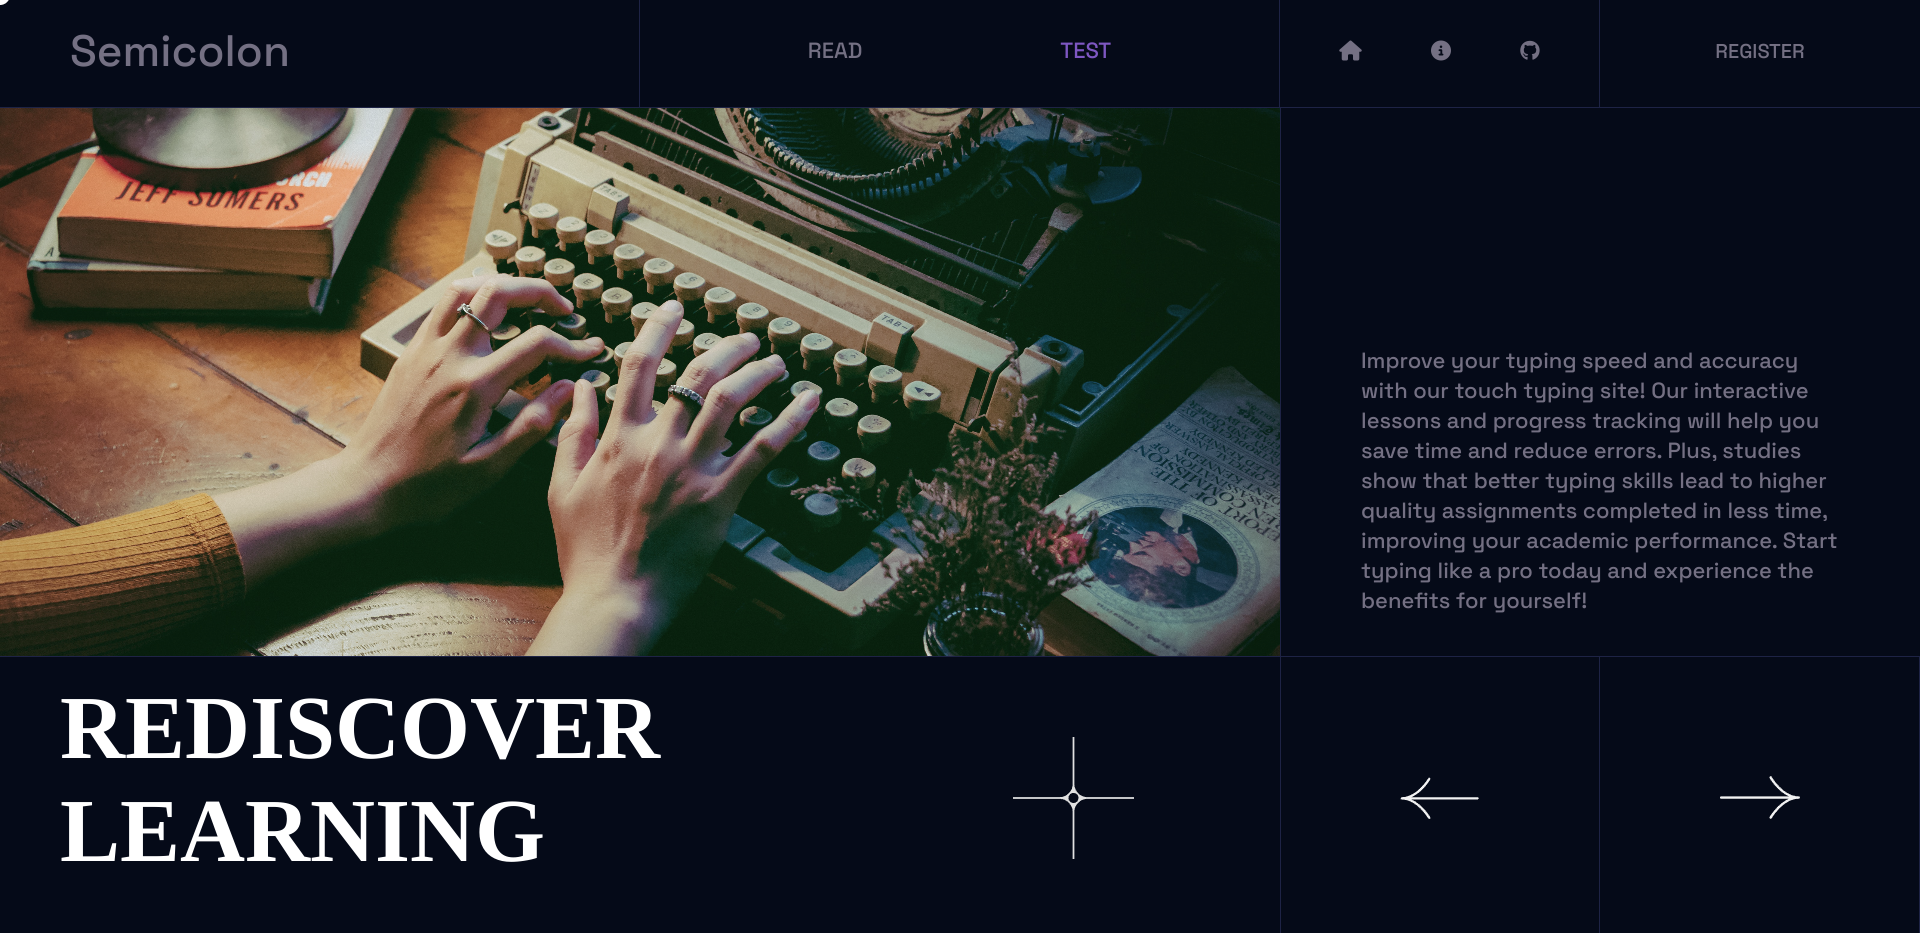 Semicolon
READ
TEST
REGISTER
JEFF SOMERS
A
TAB
TAB
Improve your typing speed and accuracy
with our touch typing site! Our interactive
lessons and progress tracking will help you
save time and reduce errors. Plus, studies
show that better typing skills lead to higher
quality assignments completed in less time,
improving your academic performance. Start
typing like a pro today and experience the
benefits for yourself!
REDISCOVER
LEARNING